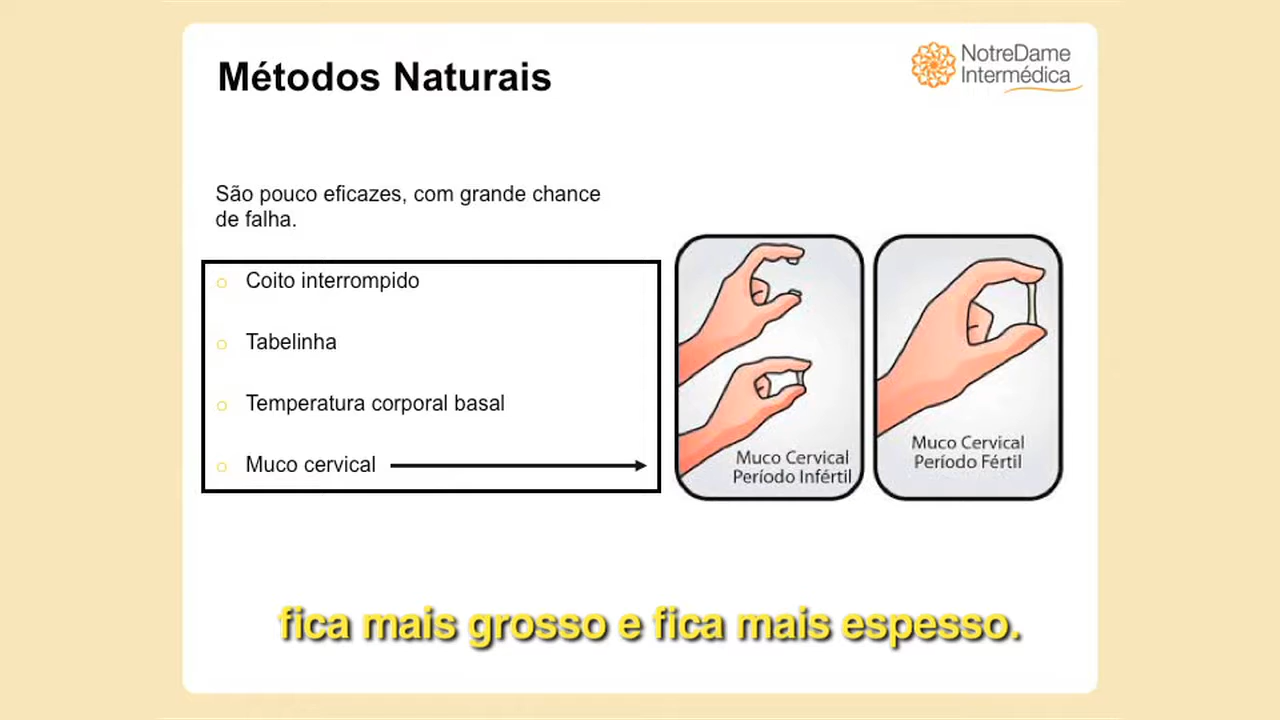 Métodos Naturais
NotreDame
Intermédica
São pouco eficazes, com grande chance
de falha.
Coito interrompido
Tabelinha
Temperatura corporal basal
Muco cervical
Muco Cervical
Período Infértil
Muco Cervical
Período Fértil
fica mais grosso e fica mais espesso.